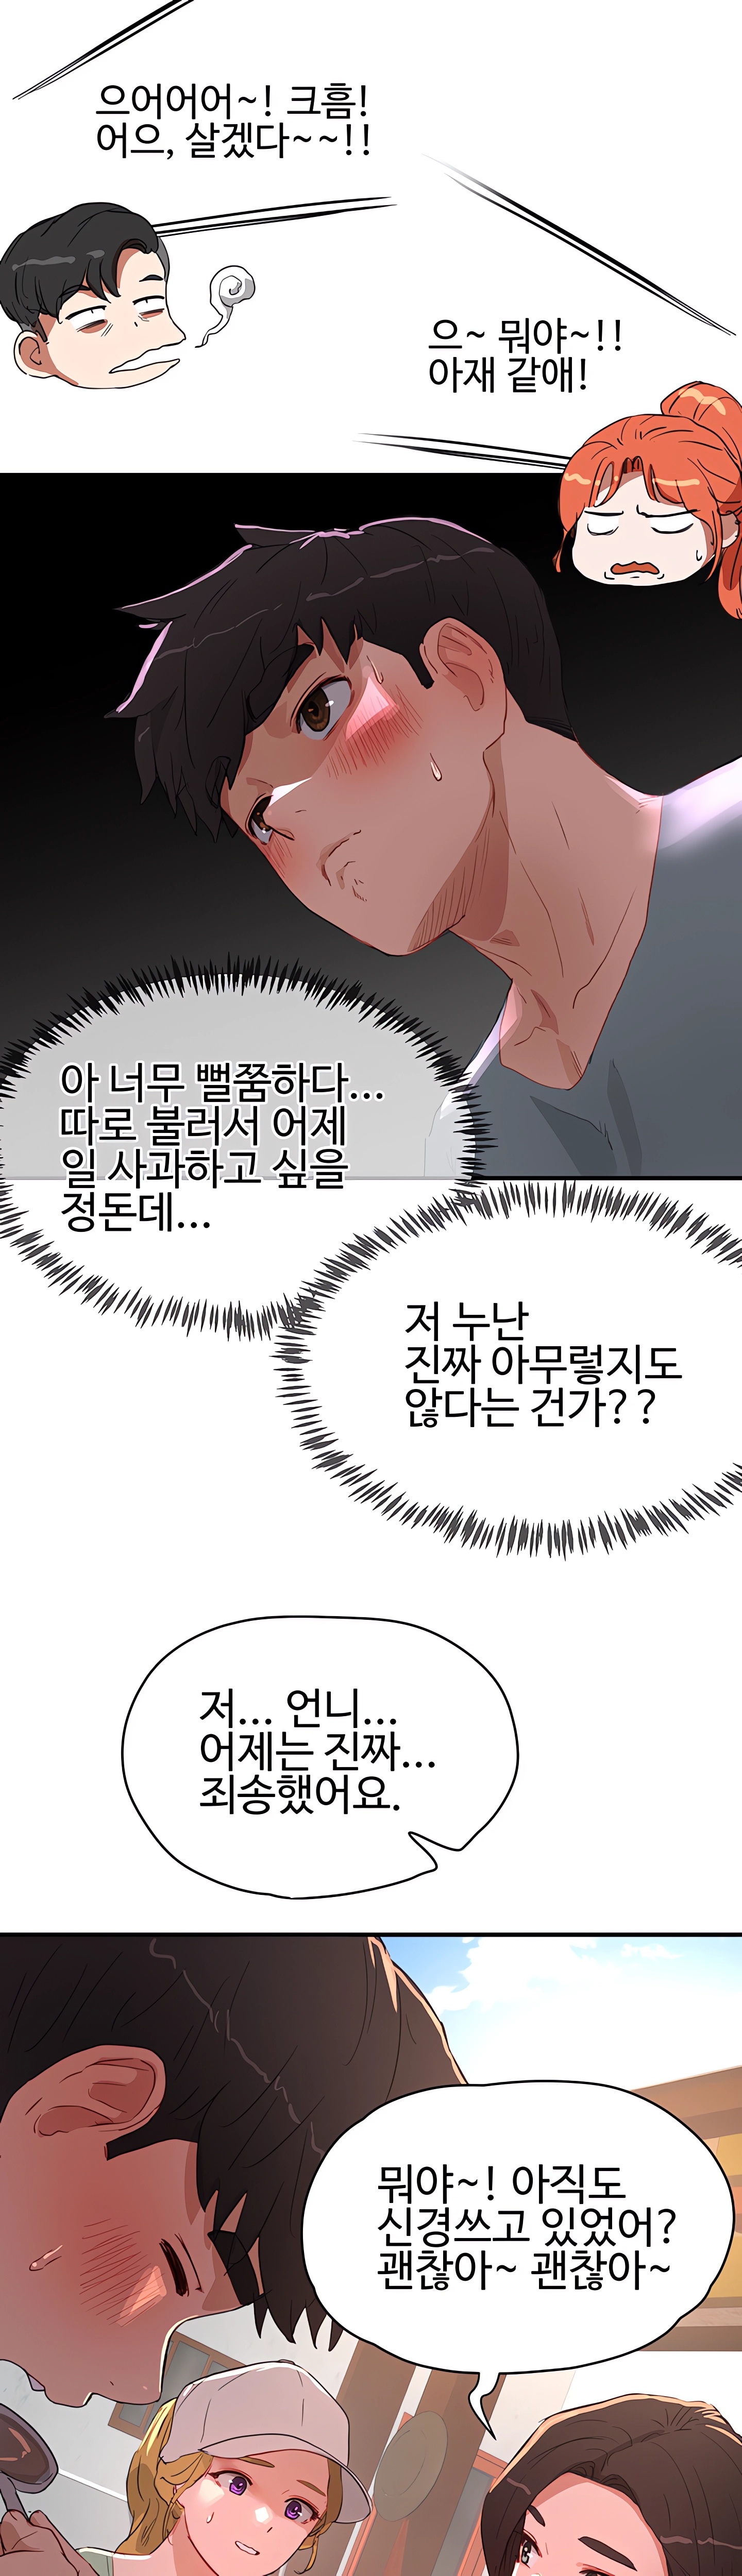 으어어어~! 크흠!
어으, 살겠다~~!!
으~ 뭐야~!!
아재 같애!
아 너무 뻘쭘하다...
따로 불러서 어제
일 사과하고 싶을
정돈데...
저 누난
진짜 아무렇지도
않다는 건가??
저... 언니...
어제는 진짜...
죄송했어요.
뭐야~! 아직도
신경쓰고 있었어?
괜찮아~ 괜찮아~